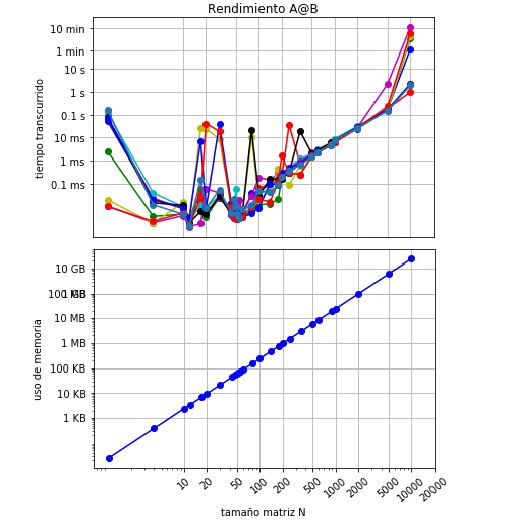 Rendimiento A@B
10 min
1 min
10 s
1 s
0.1 s
10 ms
1 ms
0.1 ms
tiempo transcurrido
10 GB
100 MB
10 MB
1 MB
100 KB
10 KB
1 KB
uso de memoria
10 20 50 100 200 500 1000 2000 5000 10000 20000
tamaño matriz N